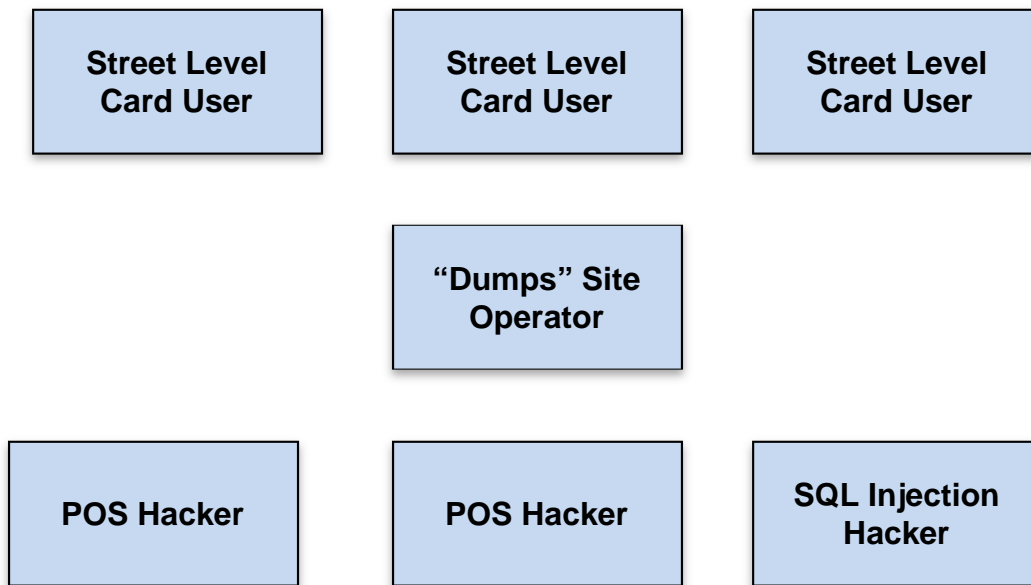 Street Level
Card User
Street Level
Card User
Street Level
Card User
“Dumps” Site
Operator
POS Hacker
POS Hacker
SQL Injection
Hacker